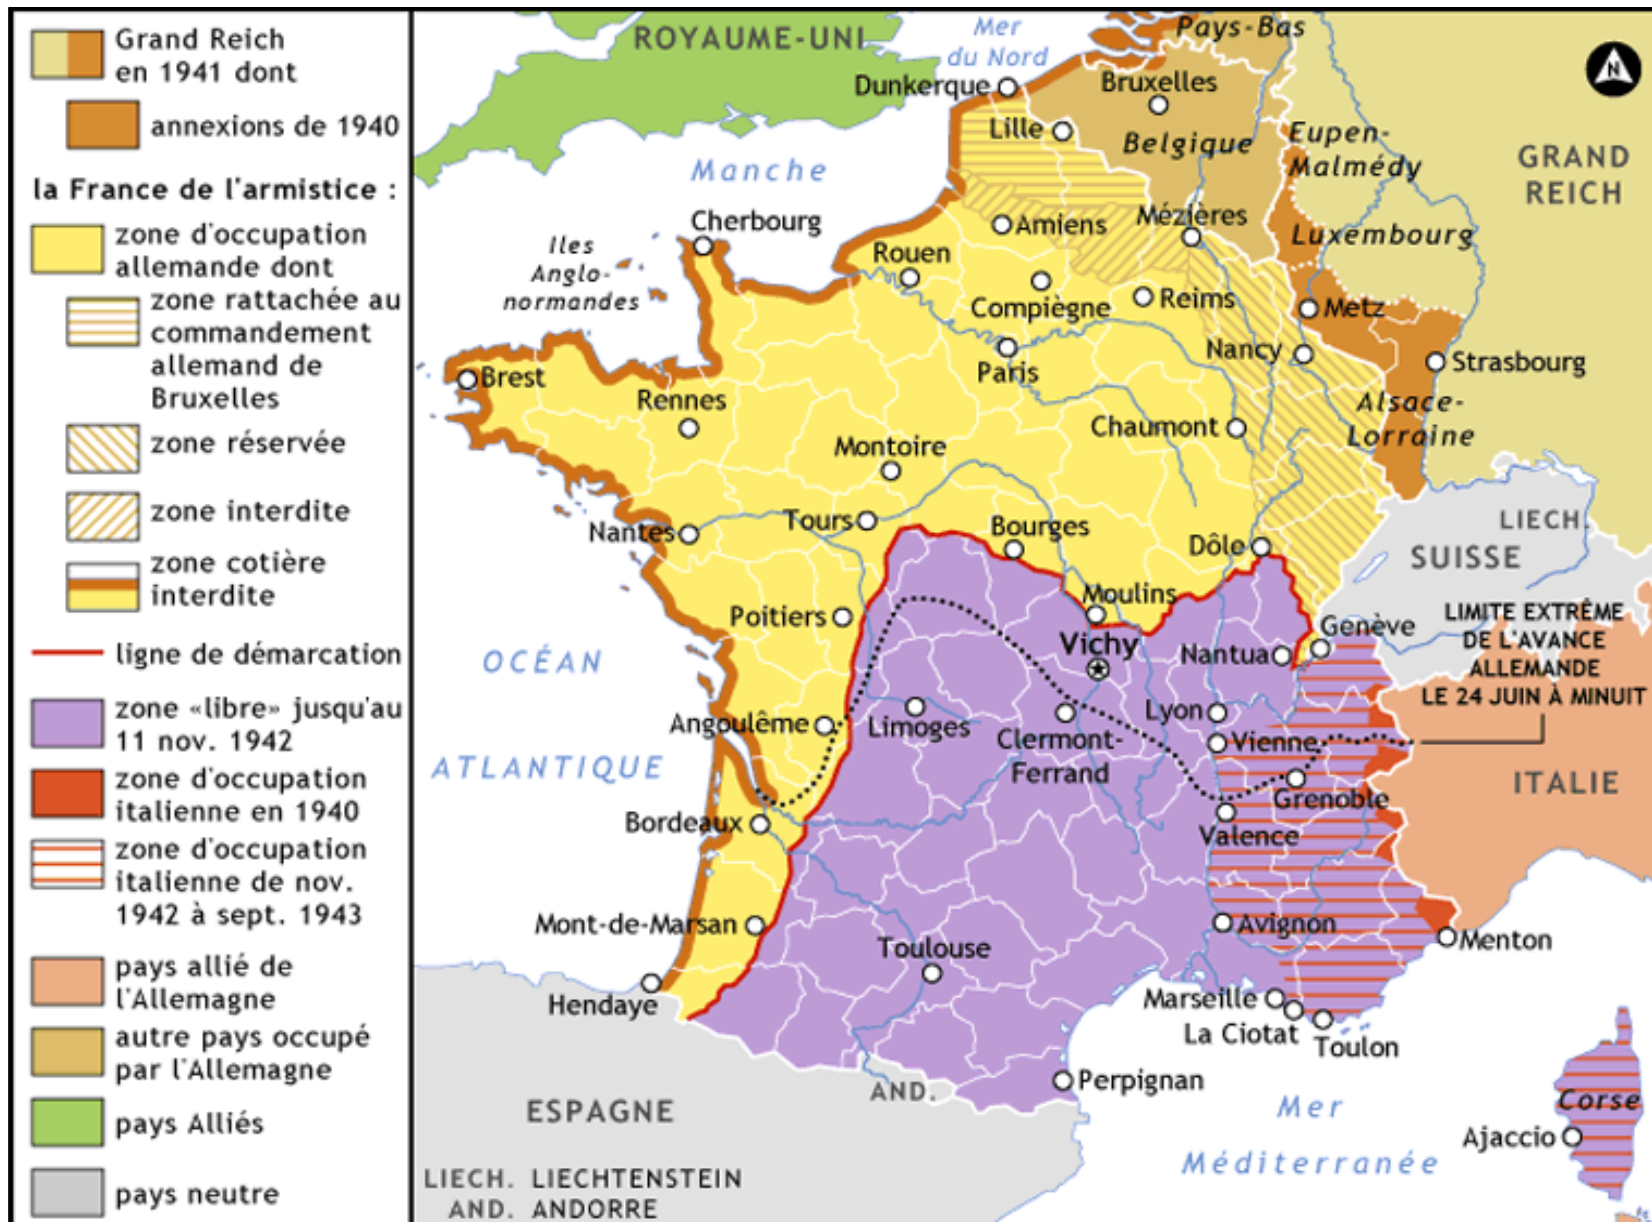 Grand Reich
en 1941 dont
annexions de 1940
la France de l'armistice :
zone d'occupation
allemande dont
zone rattachée au
commandement
allemand de
Bruxelles
zone réservée
zone interdite
zone cotière
interdite
ligne de démarcation
zone «libre» jusqu'au
11 nov. 1942
zone d'occupation
italienne en 1940
zone d'occupation
italienne de nov.
1942 à sept. 1943
pays allié de
l'Allemagne
autre pays occupé
par l'Allemagne
pays Alliés
pays neutre
ROYAUME-UNI
Mer
du Nord
Pays-Bas
N
Dunkerque
Bruxelles
Lille
Belgique
Eupen-
Malmédy
GRAND
REICH
Manche
Cherbourg
Iles
Anglo-
normandes
Amiens
Mézières
Luxembourg
Rouen
Compiègne
Reims
Metz
Paris
Nancy
Strasbourg
Brest
Rennes
Alsace-
Lorraine
Chaumont
Montoire
Nantes
Tours
Bourges
Dôle
LIECH.
SUISSE
Moulins
Poitiers
Vichy
Nantua
Genève
LIMITE EXTRÊME
DE L'AVANCE
ALLEMANDE
LE 24 JUIN À MINUIT
OCÉAN
ATLANTIQUE
Angoulême
Limoges
Clermont-
Ferrand
Lyon
Vienne
Grenoble
ITALIE
Bordeaux
Valence
Mont-de-Marsan
Toulouse
Avignon
Menton
Hendaye
Marseille
La Ciotat
Toulon
Perpignan
AND.
ESPAGNE
Mer
Méditerranée
Corse
Ajaccio
LIECH. LIECHTENSTEIN
AND. ANDORRE